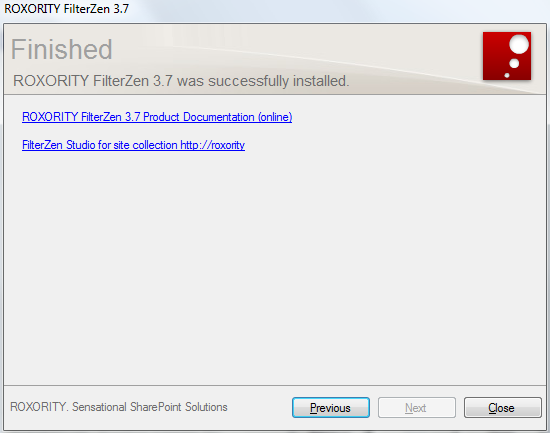 ROXORITY FilterZen 3.7
Finished
ROXORITY FilterZen 3.7 was successfully installed.
ROXORITY FilterZen 3.7 Product Documentation (online)
FilterZen Studio for site collection http://roxority
ROXORITY. Sensational SharePoint Solutions
Previous
Next
Close